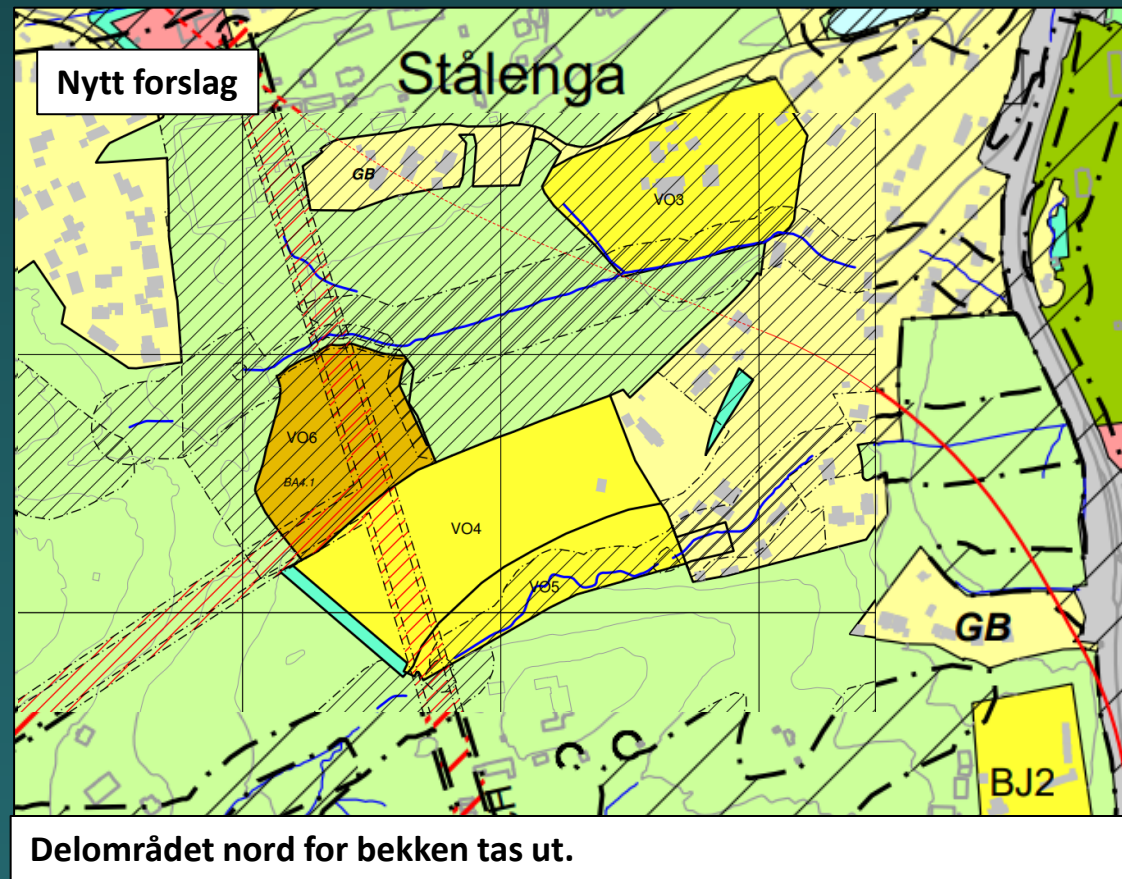 Nytt forslag
Stålenga
GB
VO3
VO6
BA4.1
VO4
VO5
GB
BJ2
Delområdet nord for bekken tas ut.